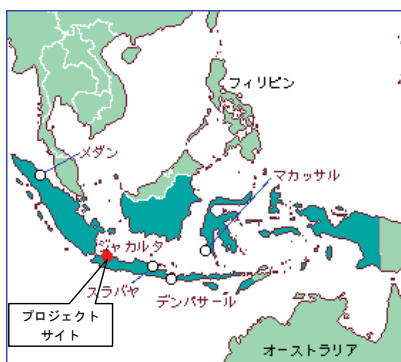 フィリピン
メダン
マカッサル
ジャカルタ
スラバヤ
デンパサール
プロジェクト
サイト
オーストラリア